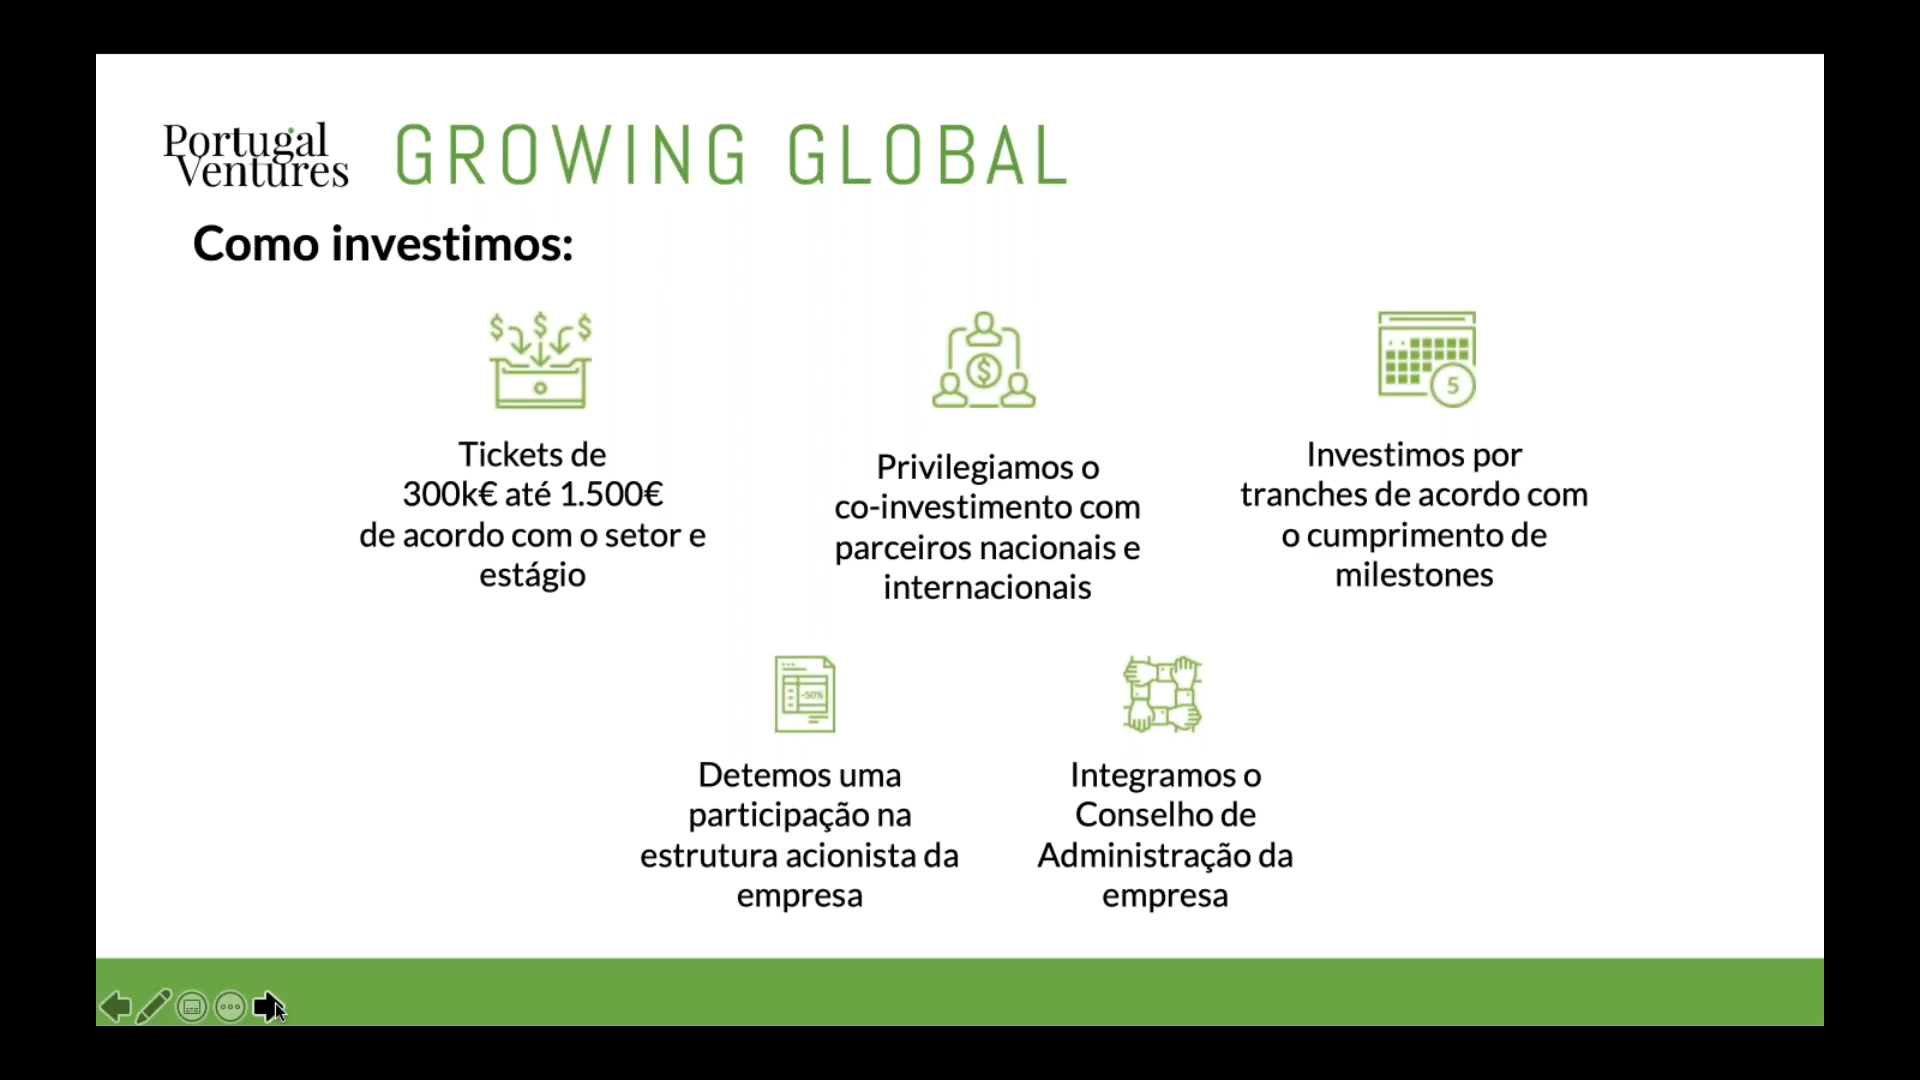 Portugal
Ventures
GROWING GLOBAL
Como investimos:
$ $ $
$
5
Tickets de
300k€ até 1.500€
de acordo com o setor e
estágio
Privilegiamos o
co-investimento com
parceiros nacionais e
internacionais
Investimos por
tranches de acordo com
o cumprimento de
milestones
-50%
Detemos uma
participação na
estrutura acionista da
empresa
Integramos o
Conselho de
Administração da
empresa